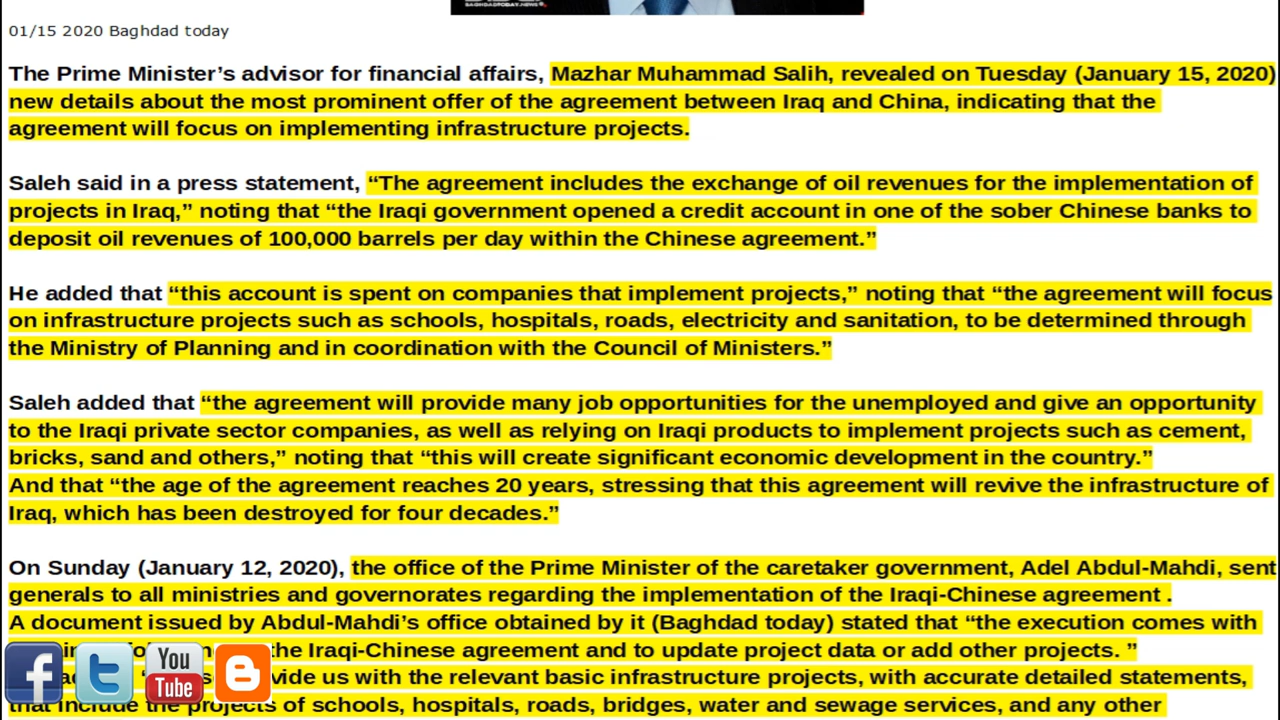 BAGHDADTODAY.NEWS
01/15 2020 Baghdad today
The Prime Minister’s advisor for financial affairs, Mazhar Muhammad Salih, revealed on Tuesday (January 15, 2020)
new details about the most prominent offer of the agreement between Iraq and China, indicating that the
agreement will focus on implementing infrastructure projects.
Saleh said in a press statement, “The agreement includes the exchange of oil revenues for the implementation of
projects in Iraq,” noting that “the Iraqi government opened a credit account in one of the sober Chinese banks to
deposit oil revenues of 100,000 barrels per day within the Chinese agreement.”
He added that “this account is spent on companies that implement projects,” noting that “the agreement will focus
on infrastructure projects such as schools, hospitals, roads, electricity and sanitation, to be determined through
the Ministry of Planning and in coordination with the Council of Ministers.”
Saleh added that “the agreement will provide many job opportunities for the unemployed and give an opportunity
to the Iraqi private sector companies, as well as relying on Iraqi products to implement projects such as cement,
bricks, sand and others,” noting that “this will create significant economic development in the country.”
And that “the age of the agreement reaches 20 years, stressing that this agreement will revive the infrastructure of
Iraq, which has been destroyed for four decades.”
On Sunday (January 12, 2020), the office of the Prime Minister of the caretaker government, Adel Abdul-Mahdi, sent
generals to all ministries and governorates regarding the implementation of the Iraqi-Chinese agreement .
A document issued by Abdul-Mahdi’s office obtained by it (Baghdad today) stated that “the execution comes with
the Iraqi-Chinese agreement and to update project data or add other projects. ”
us with the relevant basic infrastructure projects, with accurate detailed statements,
that include the projects of schools, hospitals, roads, bridges, water and sewage services, and any other
You
Tube